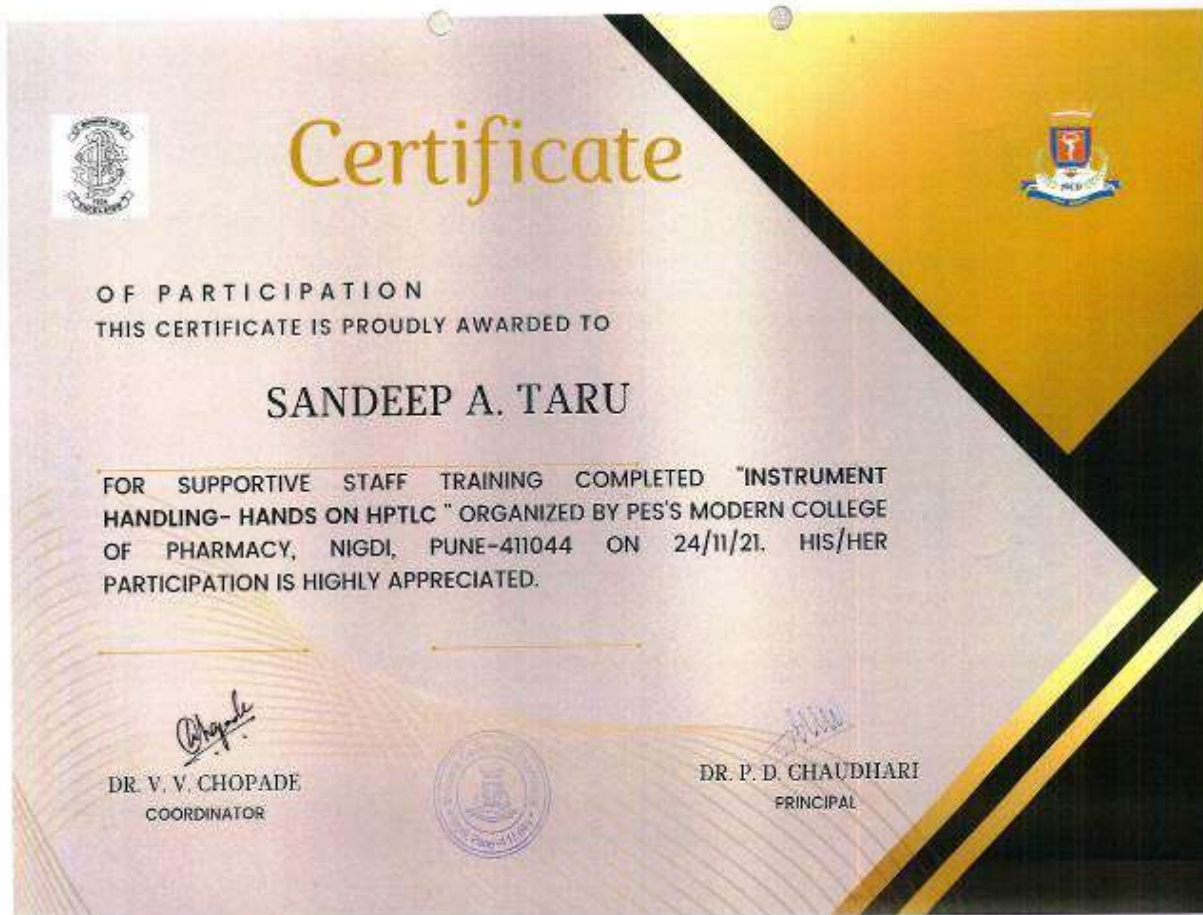 Certificate
OF PARTICIPATION
THIS CERTIFICATE IS PROUDLY AWARDED TO
SANDEEP A. TARU
FOR SUPPORTIVE STAFF TRAINING COMPLETED "INSTRUMENT
HANDLING- HANDS ON HPTLC " ORGANIZED BY PES'S MODERN COLLEGE
OF PHARMACY, NIGDI, PUNE-411044 ON 24/11/21. HIS/HER
PARTICIPATION IS HIGHLY APPRECIATED.
Chopade
DR. V. V. CHOPADE
COORDINATOR
DR. P. D. CHAUDHARI
PRINCIPAL